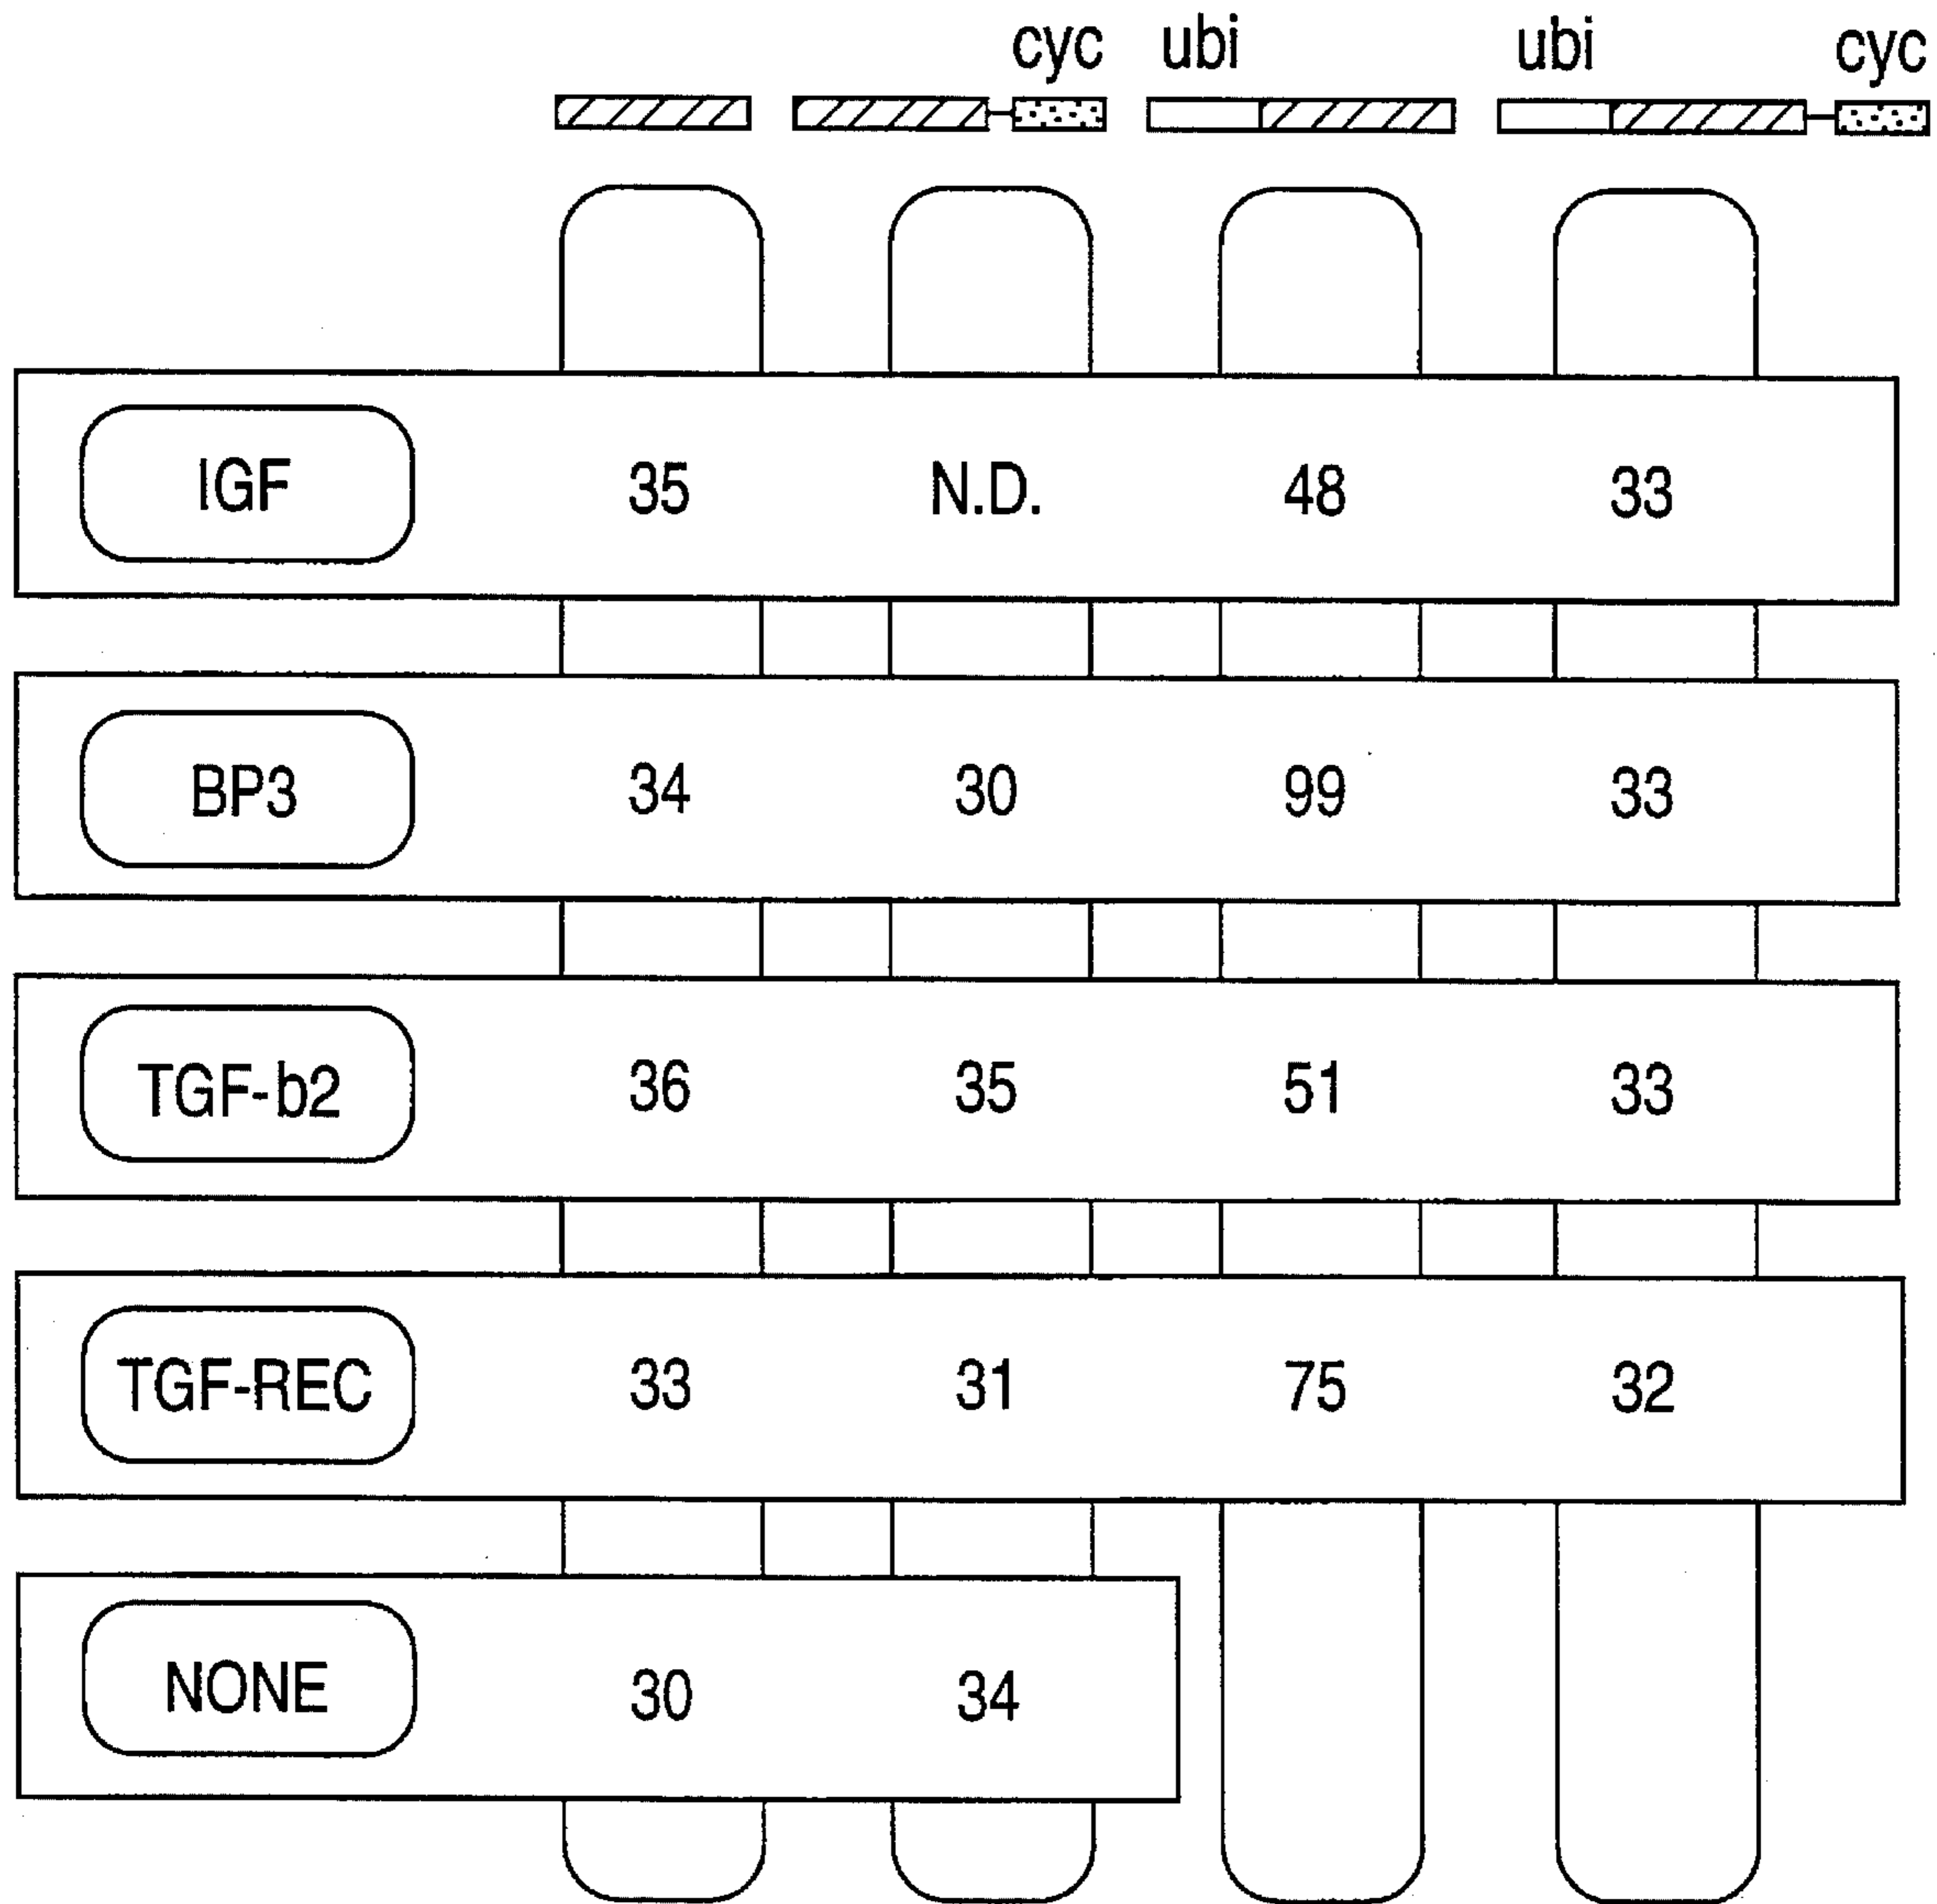 cyc ubi ubi cyc
IGF 35 N.D. 48 33
BP3 34 30 99 33
TGF-b2 36 35 51 33
TGF-REC 33 31 75 32
NONE 30 34